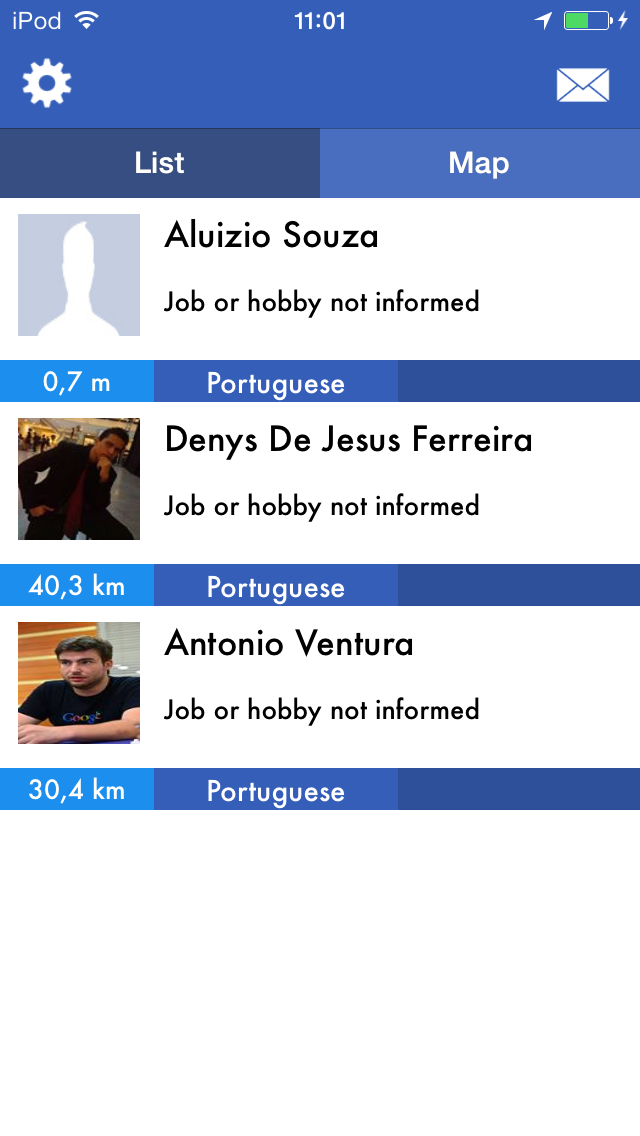 iPod 11:01
List Map
Aluizio Souza
Job or hobby not informed
0,7 m Portuguese
Denys De Jesus Ferreira
Job or hobby not informed
40,3 km Portuguese
Antonio Ventura
Google
Job or hobby not informed
30,4 km Portuguese